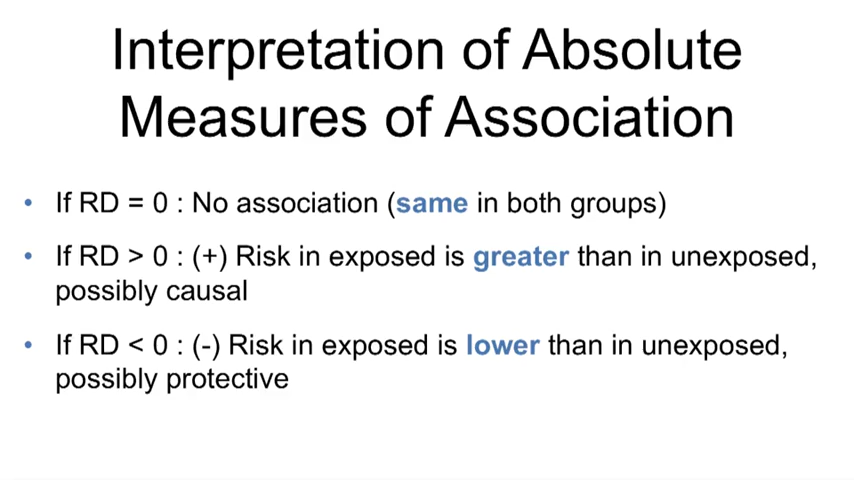 Interpretation of Absolute
Measures of Association
• If RD = 0 : No association (same in both groups)
• If RD > 0 : (+) Risk in exposed is greater than in unexposed,
possibly causal
• If RD < 0 : (-) Risk in exposed is lower than in unexposed,
possibly protective